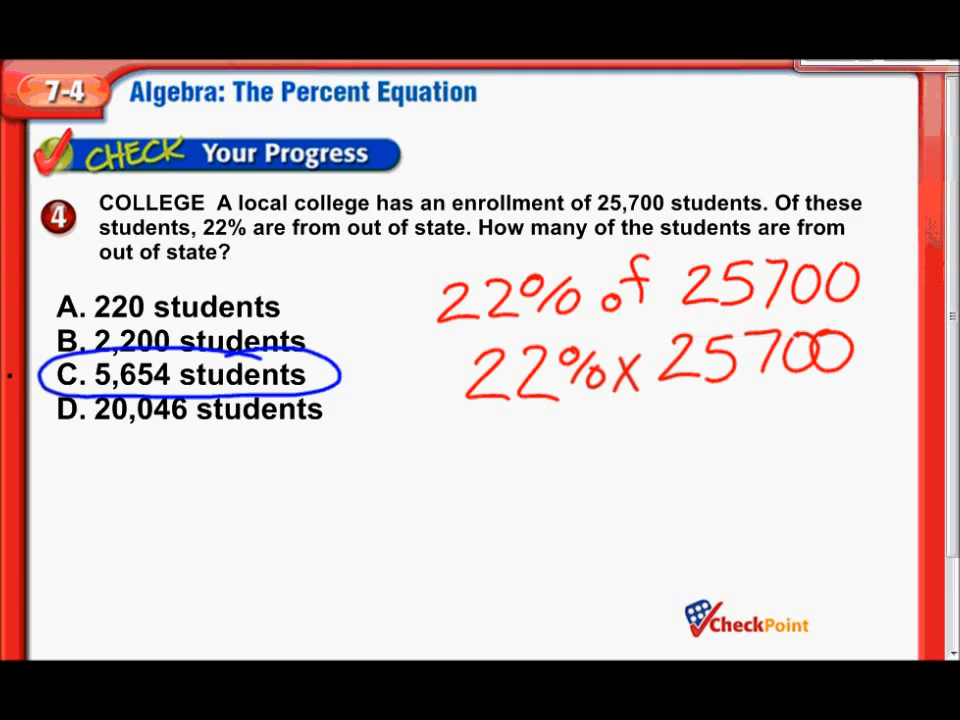 7-4 Algebra: The Percent Equation
CHECK Your Progress
4 COLLEGE A local college has an enrollment of 25,700 students. Of these
students, 22% are from out of state. How many of the students are from
out of state?
22% of 25700
A. 220 students
B. 2,200 students
22% x 25700
C. 5,654 students
D. 20,046 students
CheckPoint